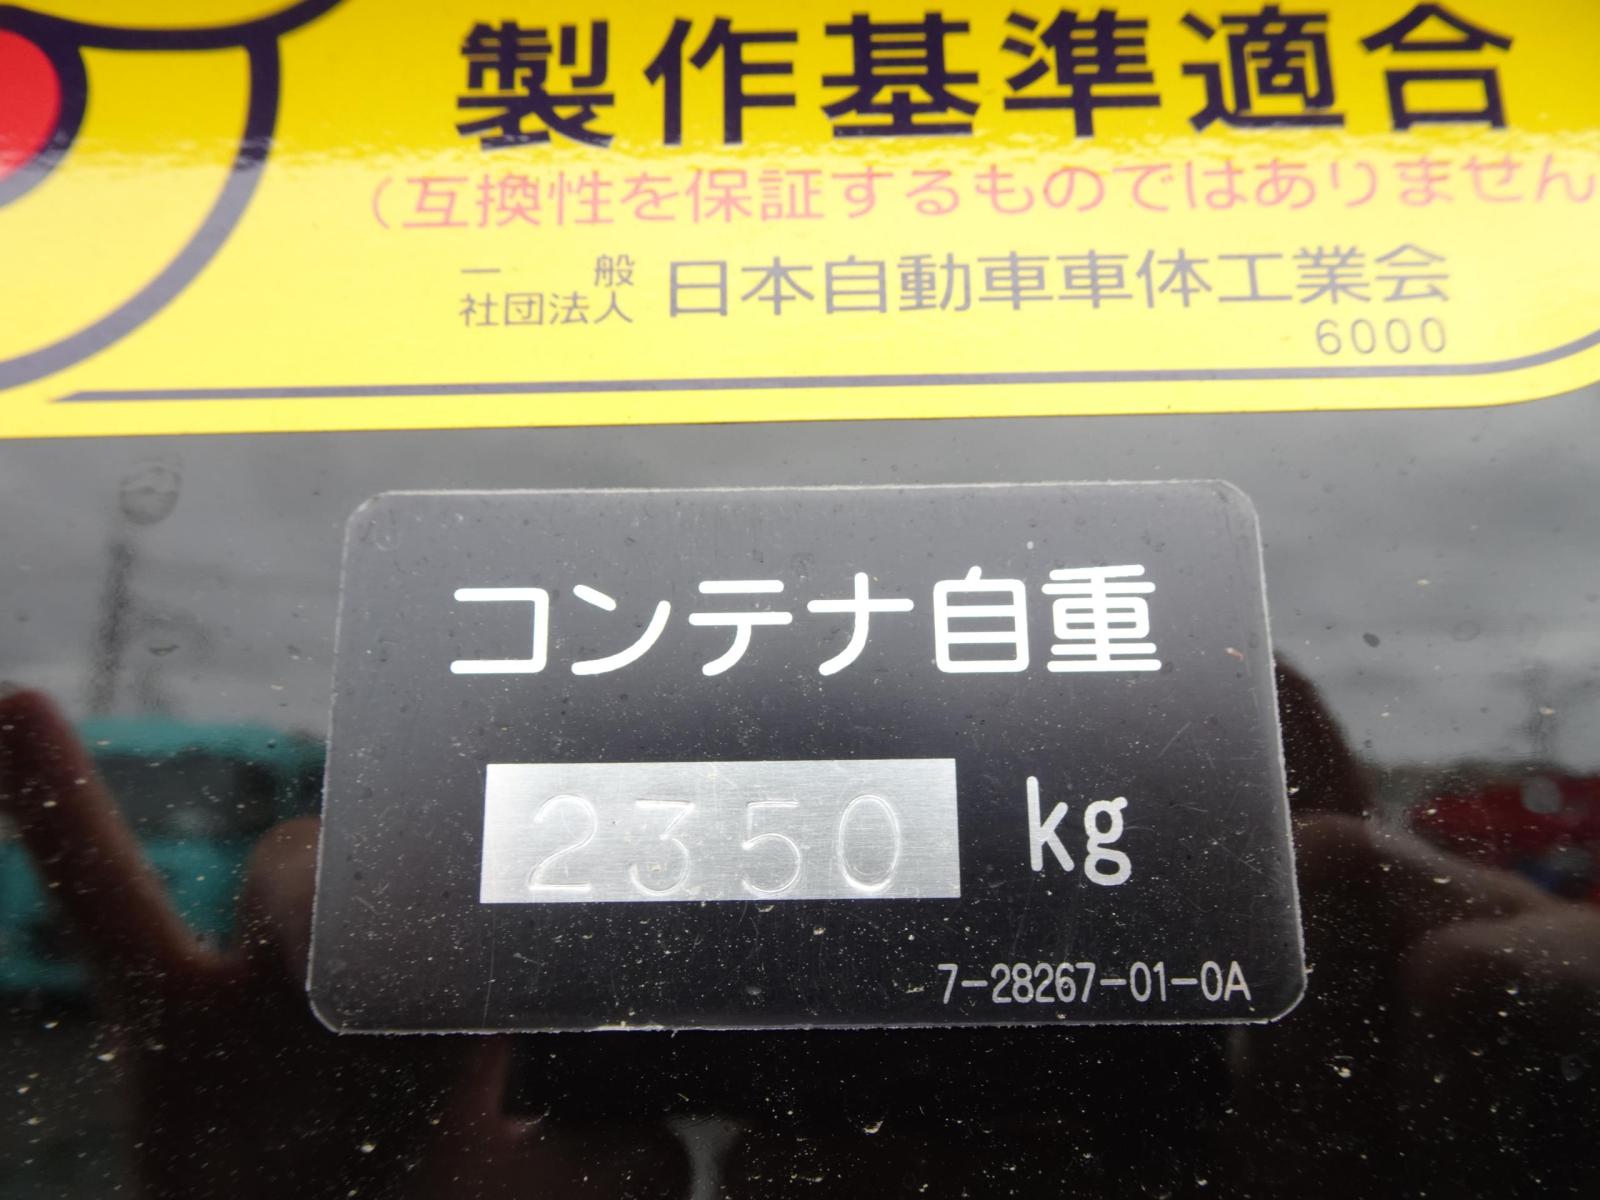 製作基準適合
（互換性を保証するものではありません
一般
社団法人 日本自動車車体工業会
6000
コンテナ自重
2350 kg
7-28267-01-0A